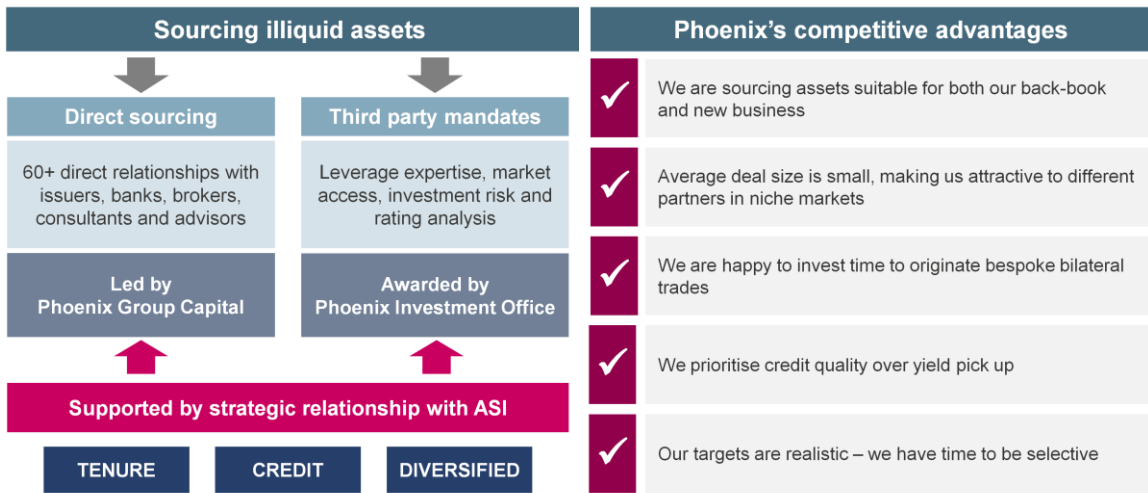 Sourcing illiquid assets
Direct sourcing
60+ direct relationships with
issuers, banks, brokers,
consultants and advisors
Led by
Phoenix Group Capital
Third party mandates
Leverage expertise, market
access, investment risk and
rating analysis
Awarded by
Phoenix Investment Office
Supported by strategic relationship with ASI
TENURE
CREDIT
DIVERSIFIED
Phoenix's competitive advantages
We are sourcing assets suitable for both our back-book
and new business
Average deal size is small, making us attractive to different
partners in niche markets
We are happy to invest time to originate bespoke bilateral
trades
We prioritise credit quality over yield pick up
Our targets are realistic – we have time to be selective